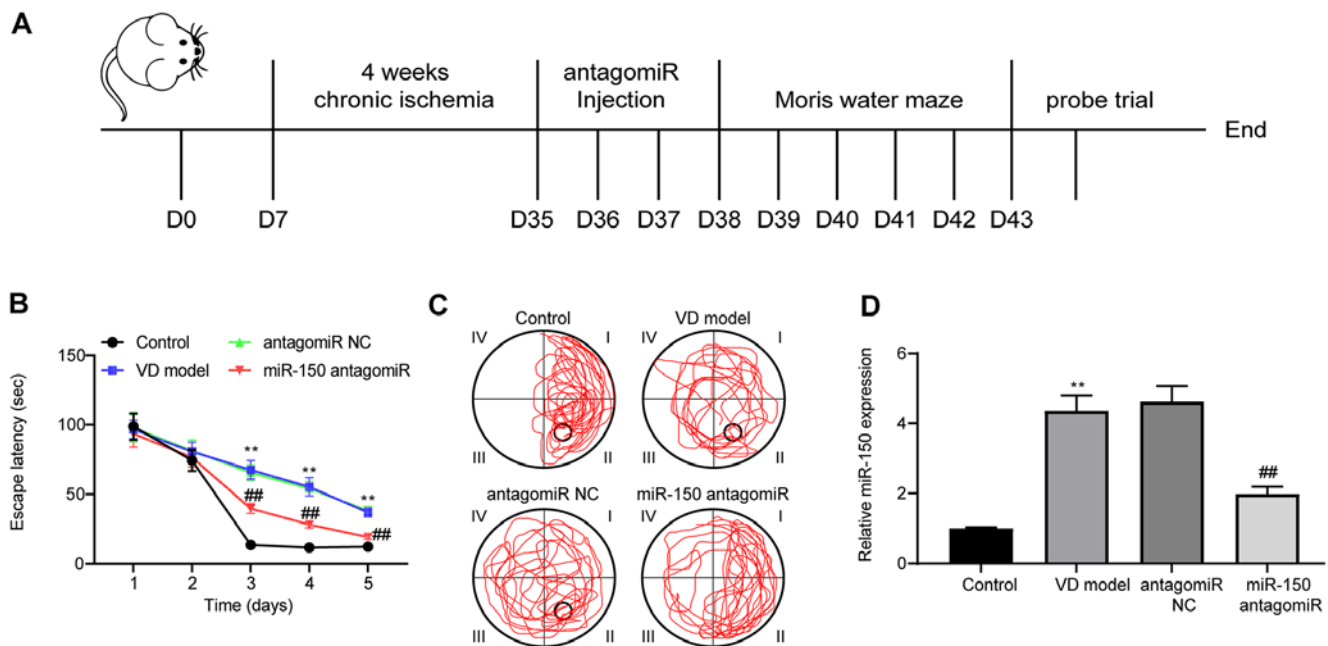 A
4 weeks
chronic ischemia
antagomiR
Injection
Moris water maze
probe trial
End
D0
D7
D35
D36
D37
D38
D39
D40
D41
D42
D43
B
Control
antagomiR NC
VD model
miR-150 antagomiR
Escape latency (sec)
150
100
50
0
**
**
**
##
##
##
1
2
3
4
5
Time (days)
C
Control
IV
I
III
II
VD model
IV
I
III
II
antagomiR NC
IV
I
III
II
miR-150 antagomiR
IV
I
III
II
D
Relative miR-150 expression
6
4
2
0
**
##
Control
VD model
antagomiR
NC
miR-150
antagomiR